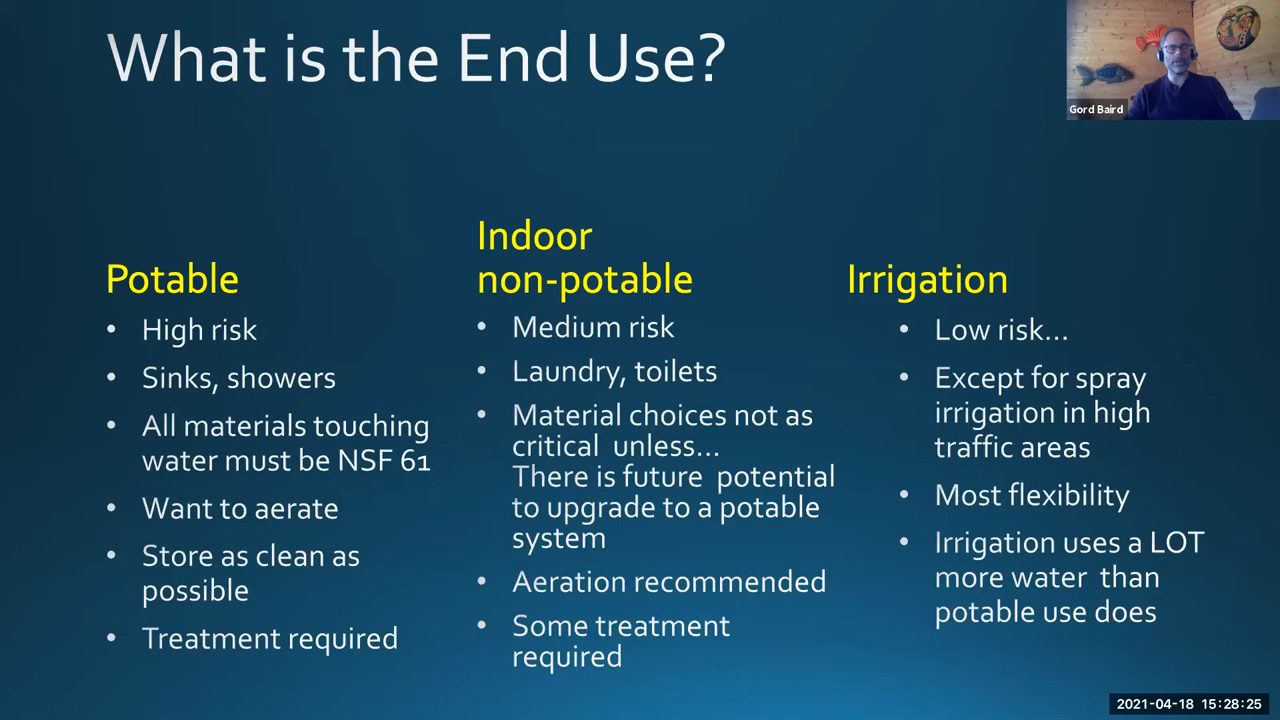 What is the End Use?
Gord Baird
Potable
• High risk
• Sinks, showers
• All materials touching
water must be NSF 61
• Want to aerate
• Store as clean as
possible
• Treatment required
Indoor
non-potable
• Medium risk
• Laundry, toilets
• Material choices not as
critical unless...
There is future potential
to upgrade to a potable
system
• Aeration recommended
• Some treatment
required
Irrigation
• Low risk...
• Except for spray
irrigation in high
traffic areas
• Most flexibility
• Irrigation uses a LOT
more water than
potable use does
2021-04-18 15:28:25